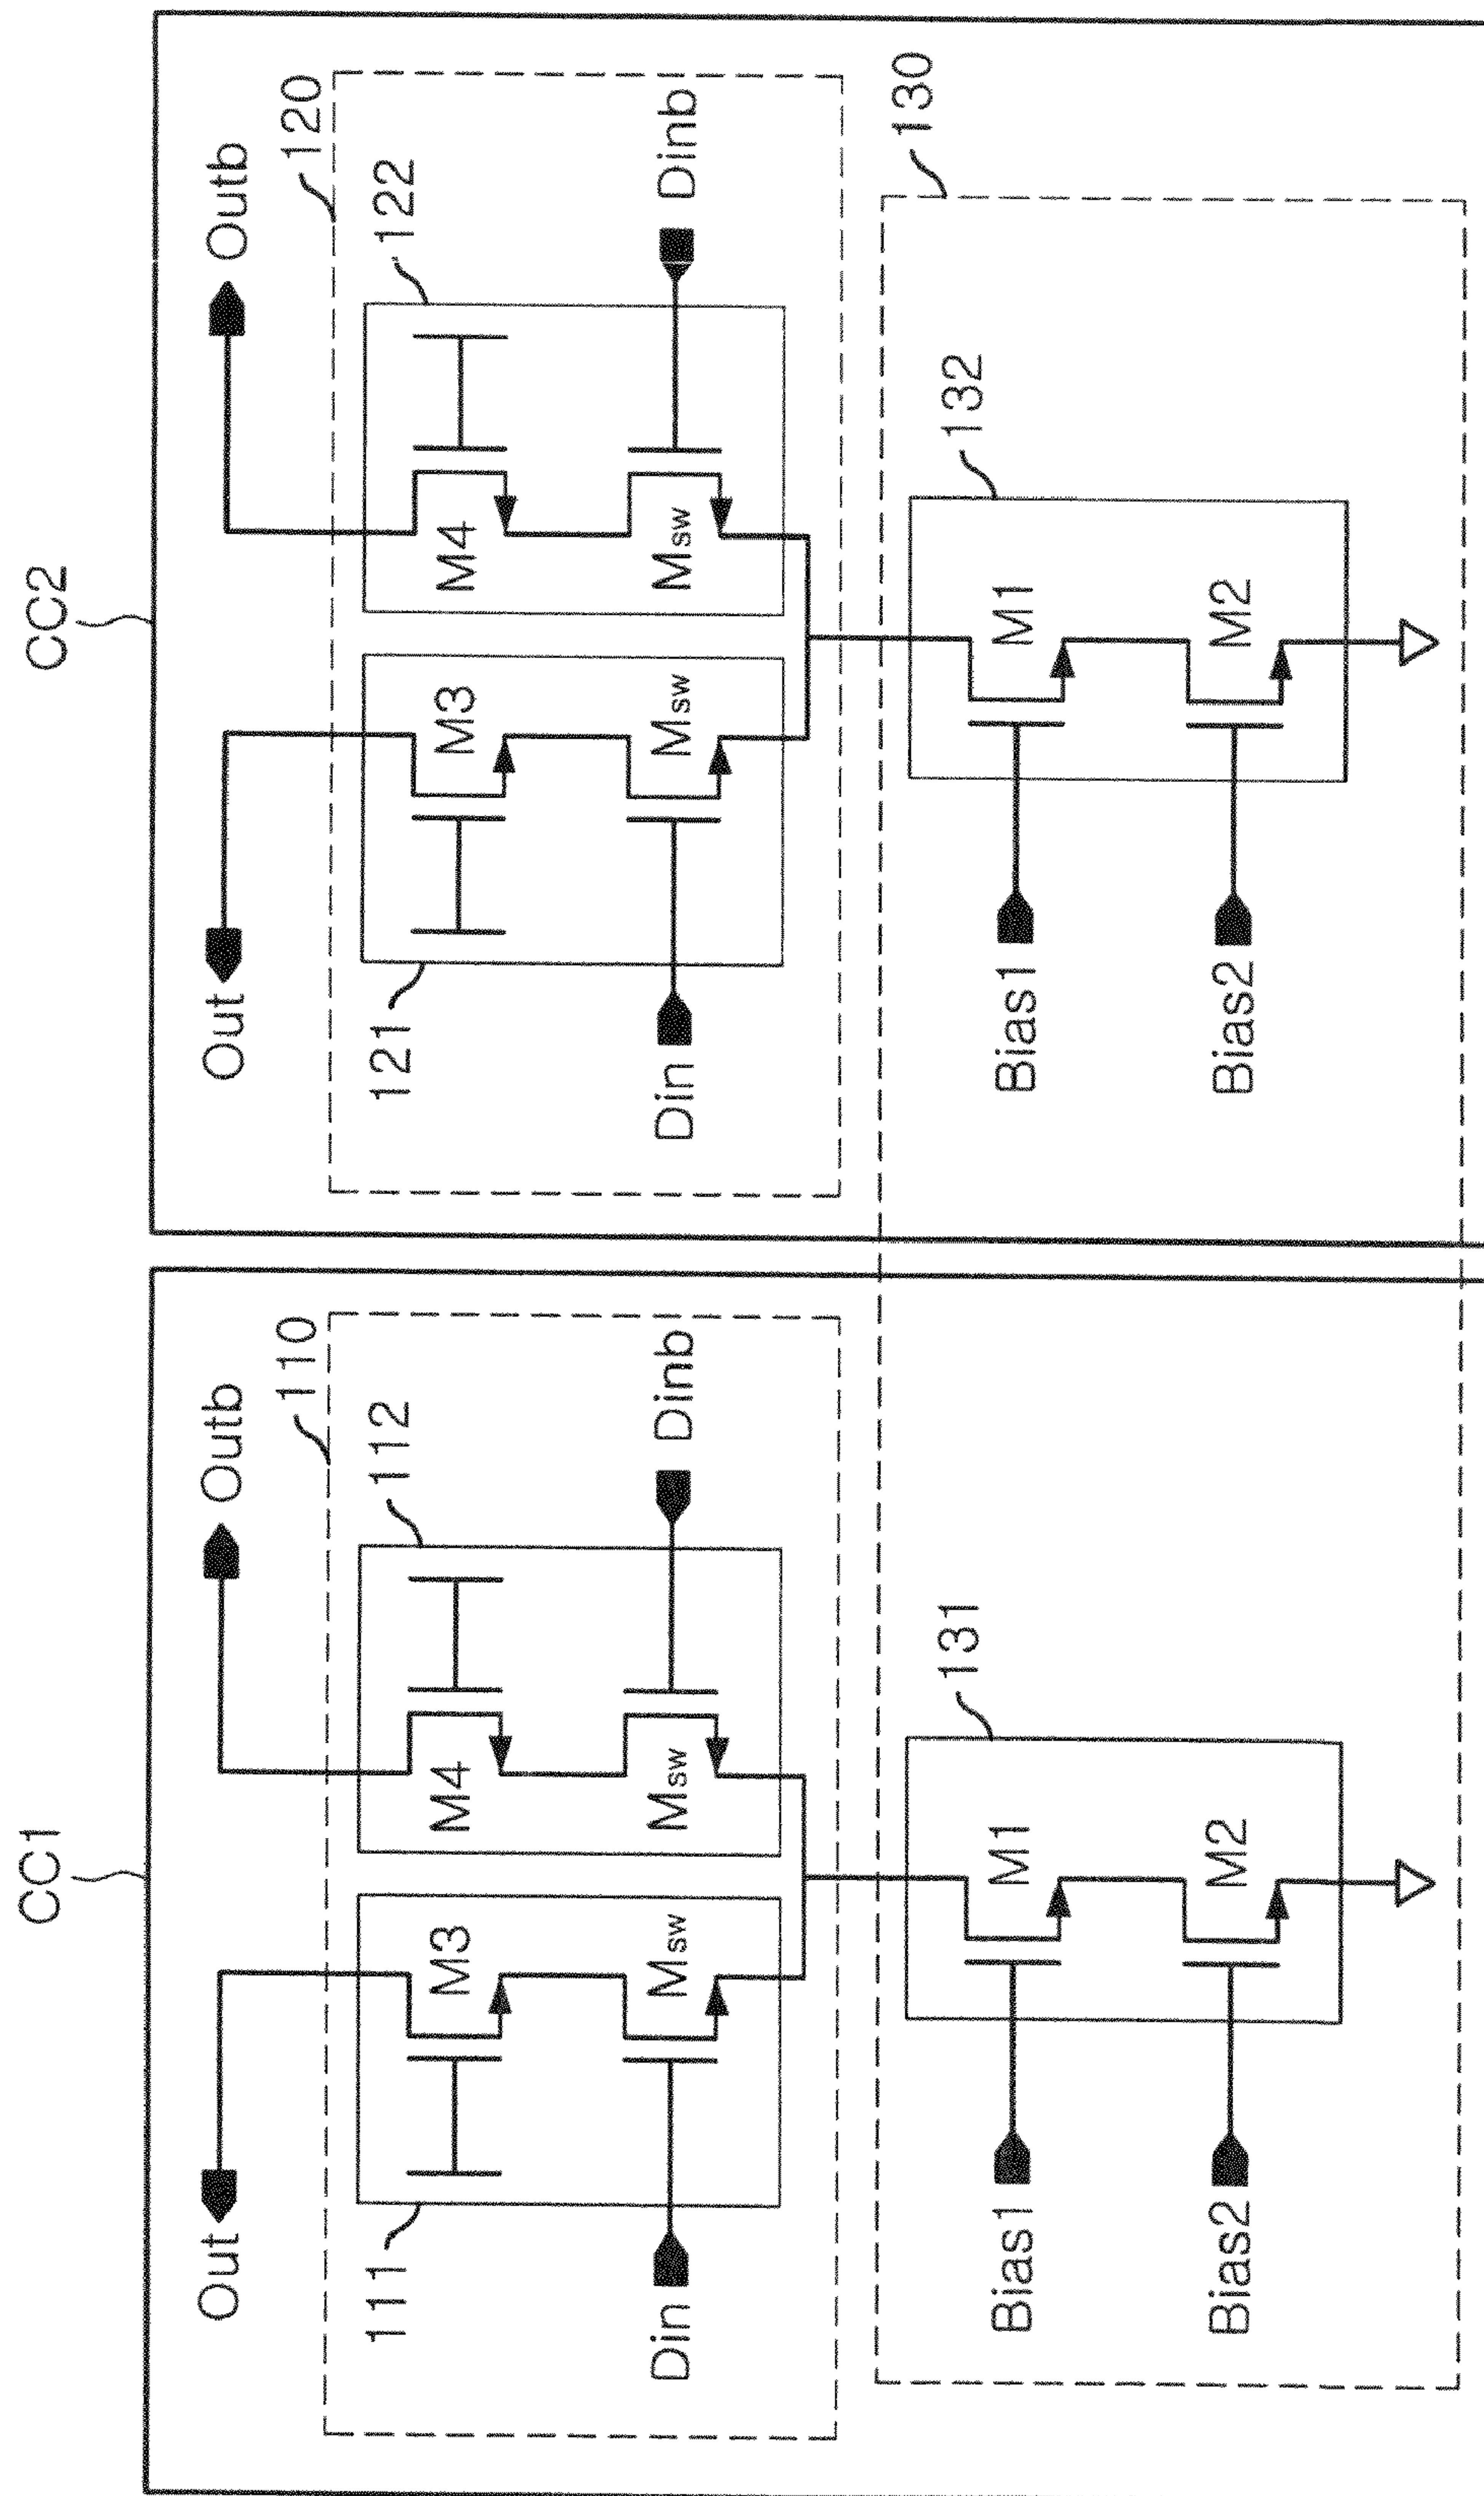 CC1
Out
Outb
110
111
112
M3
M4
Msw
Msw
Din
Dinb
131
M1
M2
Bias1
Bias2
CC2
Out
Outb
120
121
122
M3
M4
Msw
Msw
Din
Dinb
130
132
M1
M2
Bias1
Bias2